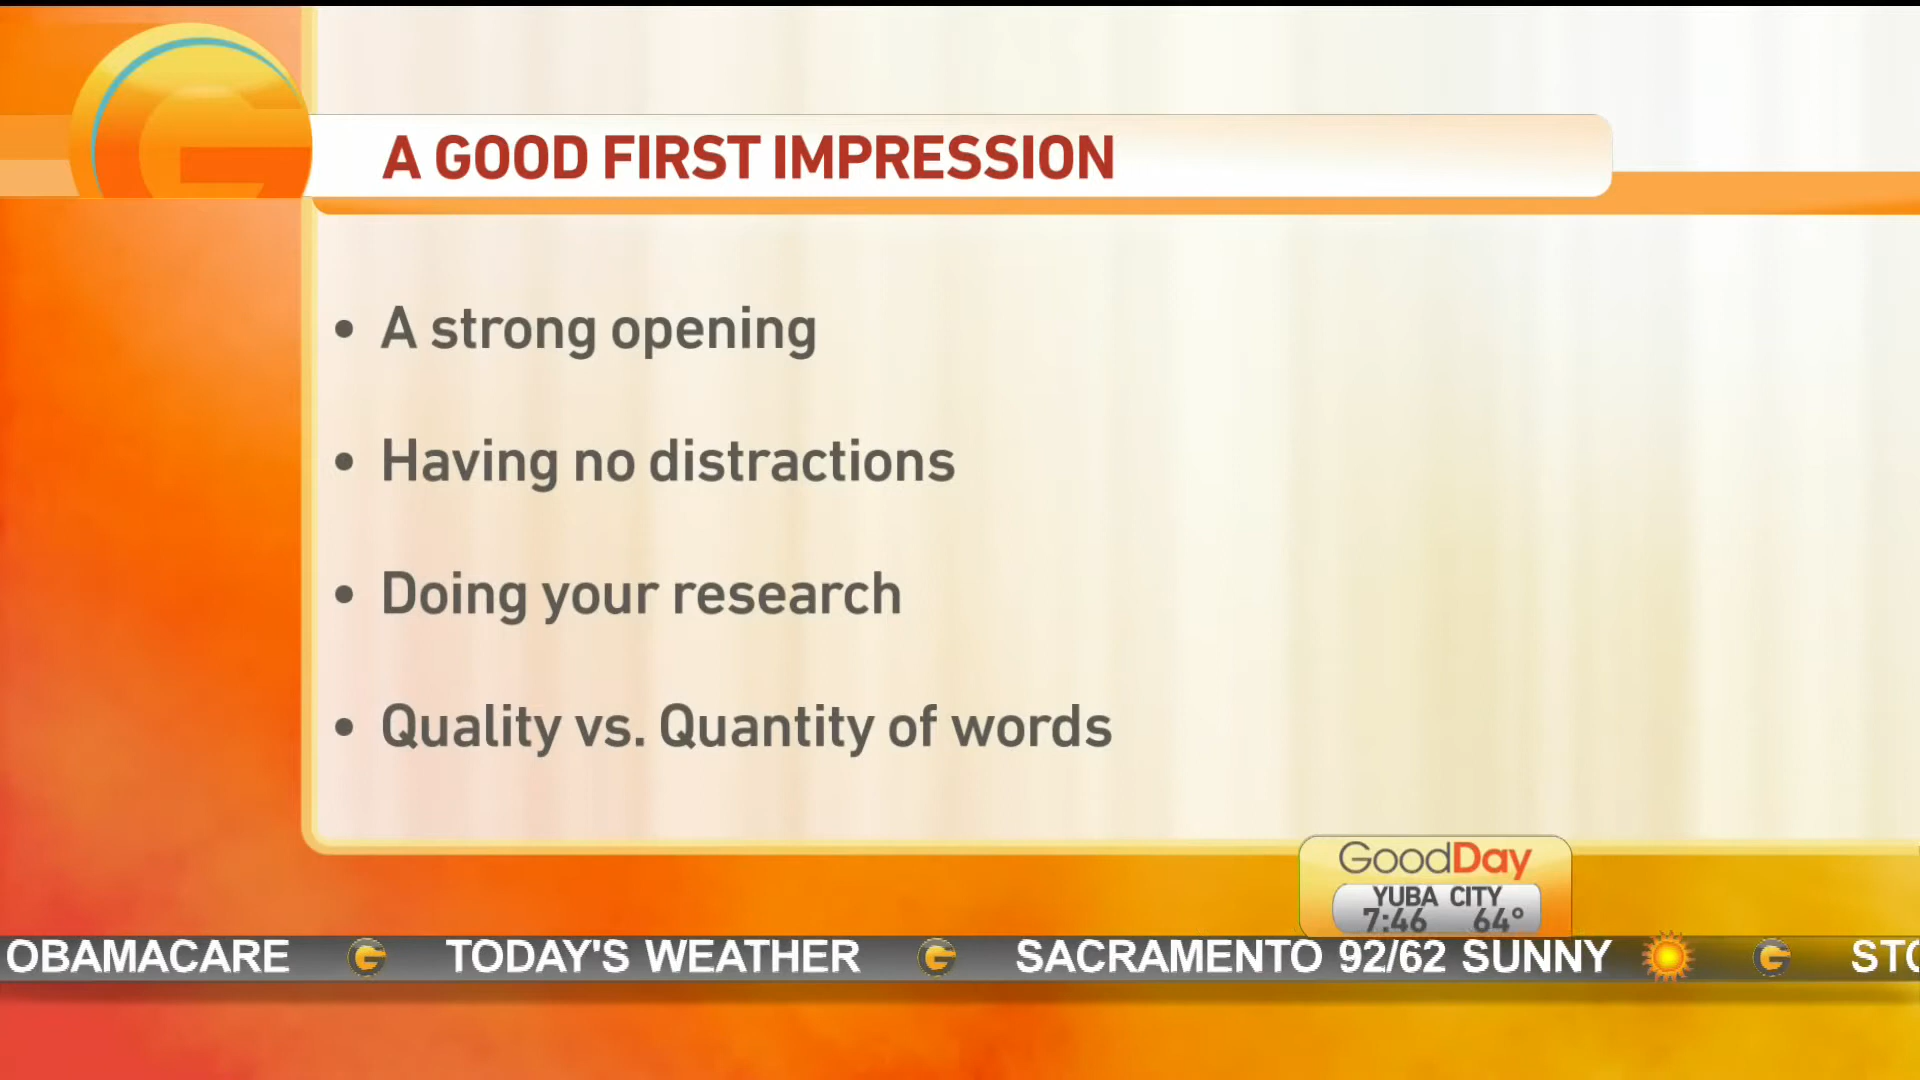 A GOOD FIRST IMPRESSION
• A strong opening
• Having no distractions
• Doing your research
• Quality vs. Quantity of words
GoodDay
YUBA CITY
7:46 64°
OBAMACARE TODAY'S WEATHER SACRAMENTO 92/62 SUNNY